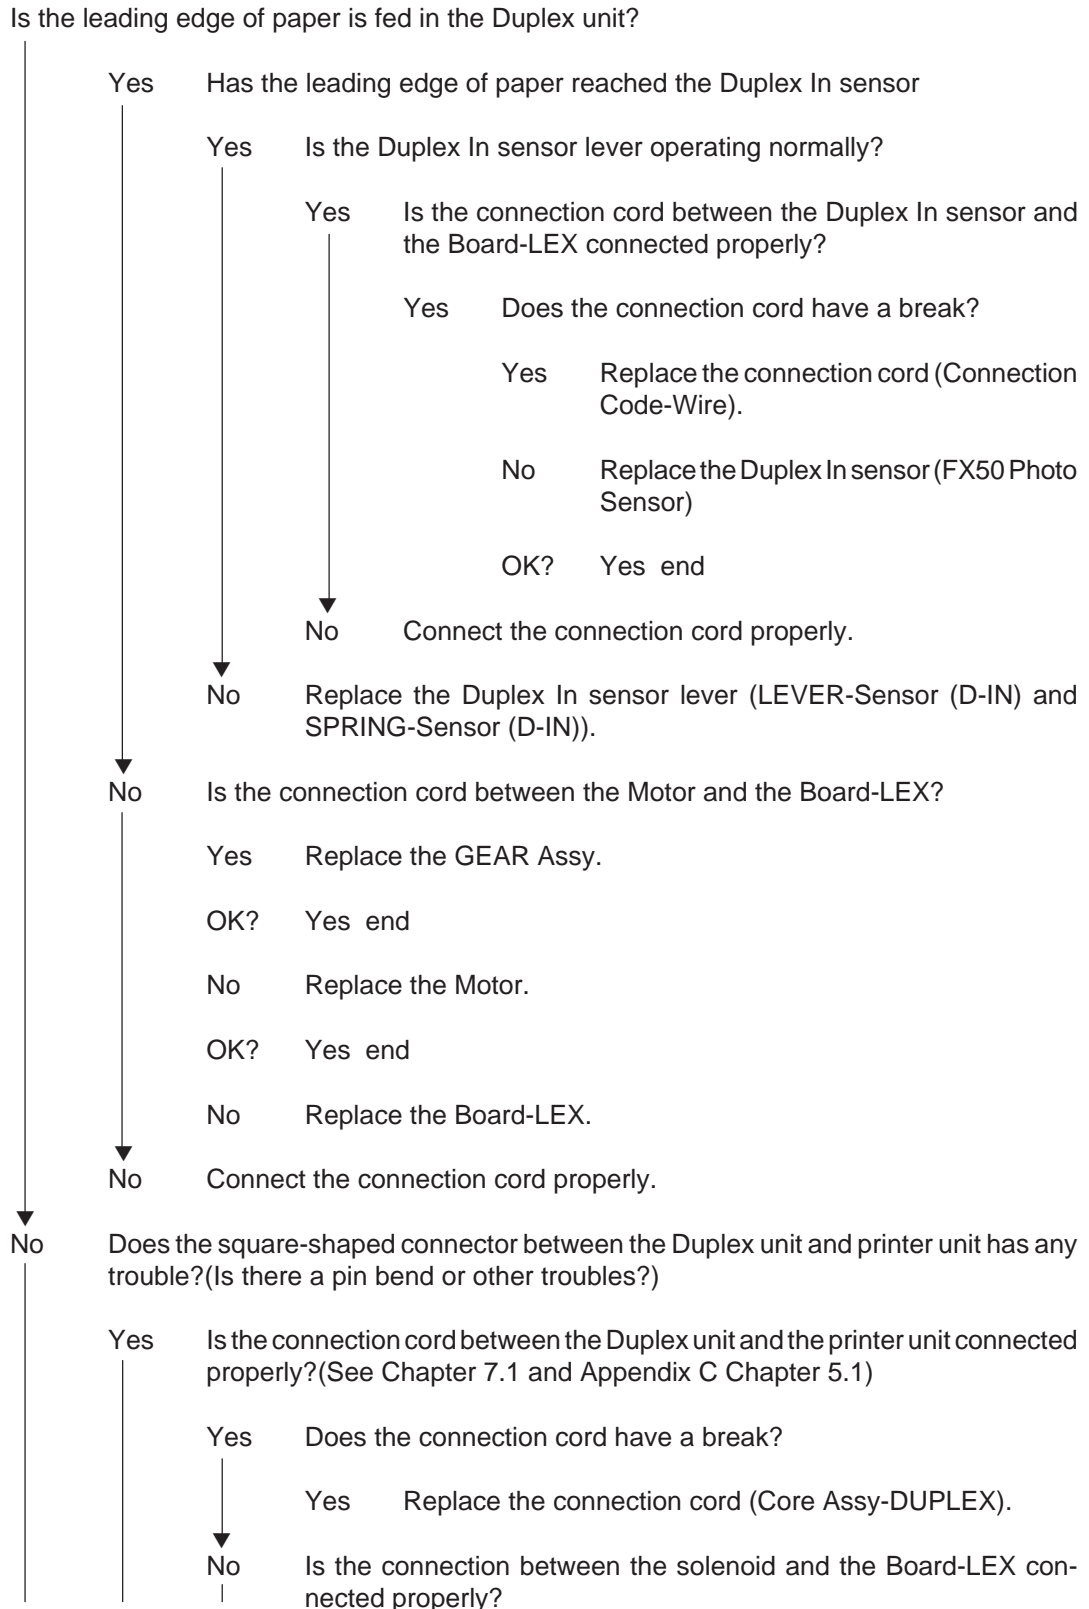 Is the leading edge of paper is fed in the Duplex unit?
Yes Has the leading edge of paper reached the Duplex In sensor
Yes Is the Duplex In sensor lever operating normally?
Yes Is the connection cord between the Duplex In sensor and
the Board-LEX connected properly?
Yes Does the connection cord have a break?
Yes Replace the connection cord (Connection
Code-Wire).
No Replace the Duplex In sensor (FX50 Photo
Sensor)
OK? Yes end
No Connect the connection cord properly.
No Replace the Duplex In sensor lever (LEVER-Sensor (D-IN) and
SPRING-Sensor (D-IN)).
No Is the connection cord between the Motor and the Board-LEX?
Yes Replace the GEAR Assy.
OK? Yes end
No Replace the Motor.
OK? Yes end
No Replace the Board-LEX.
No Connect the connection cord properly.
No Does the square-shaped connector between the Duplex unit and printer unit has any
trouble?(Is there a pin bend or other troubles?)
Yes Is the connection cord between the Duplex unit and the printer unit connected
properly?(See Chapter 7.1 and Appendix C Chapter 5.1)
Yes Does the connection cord have a break?
Yes Replace the connection cord (Core Assy-DUPLEX).
No Is the connection between the solenoid and the Board-LEX con-
nected properly?